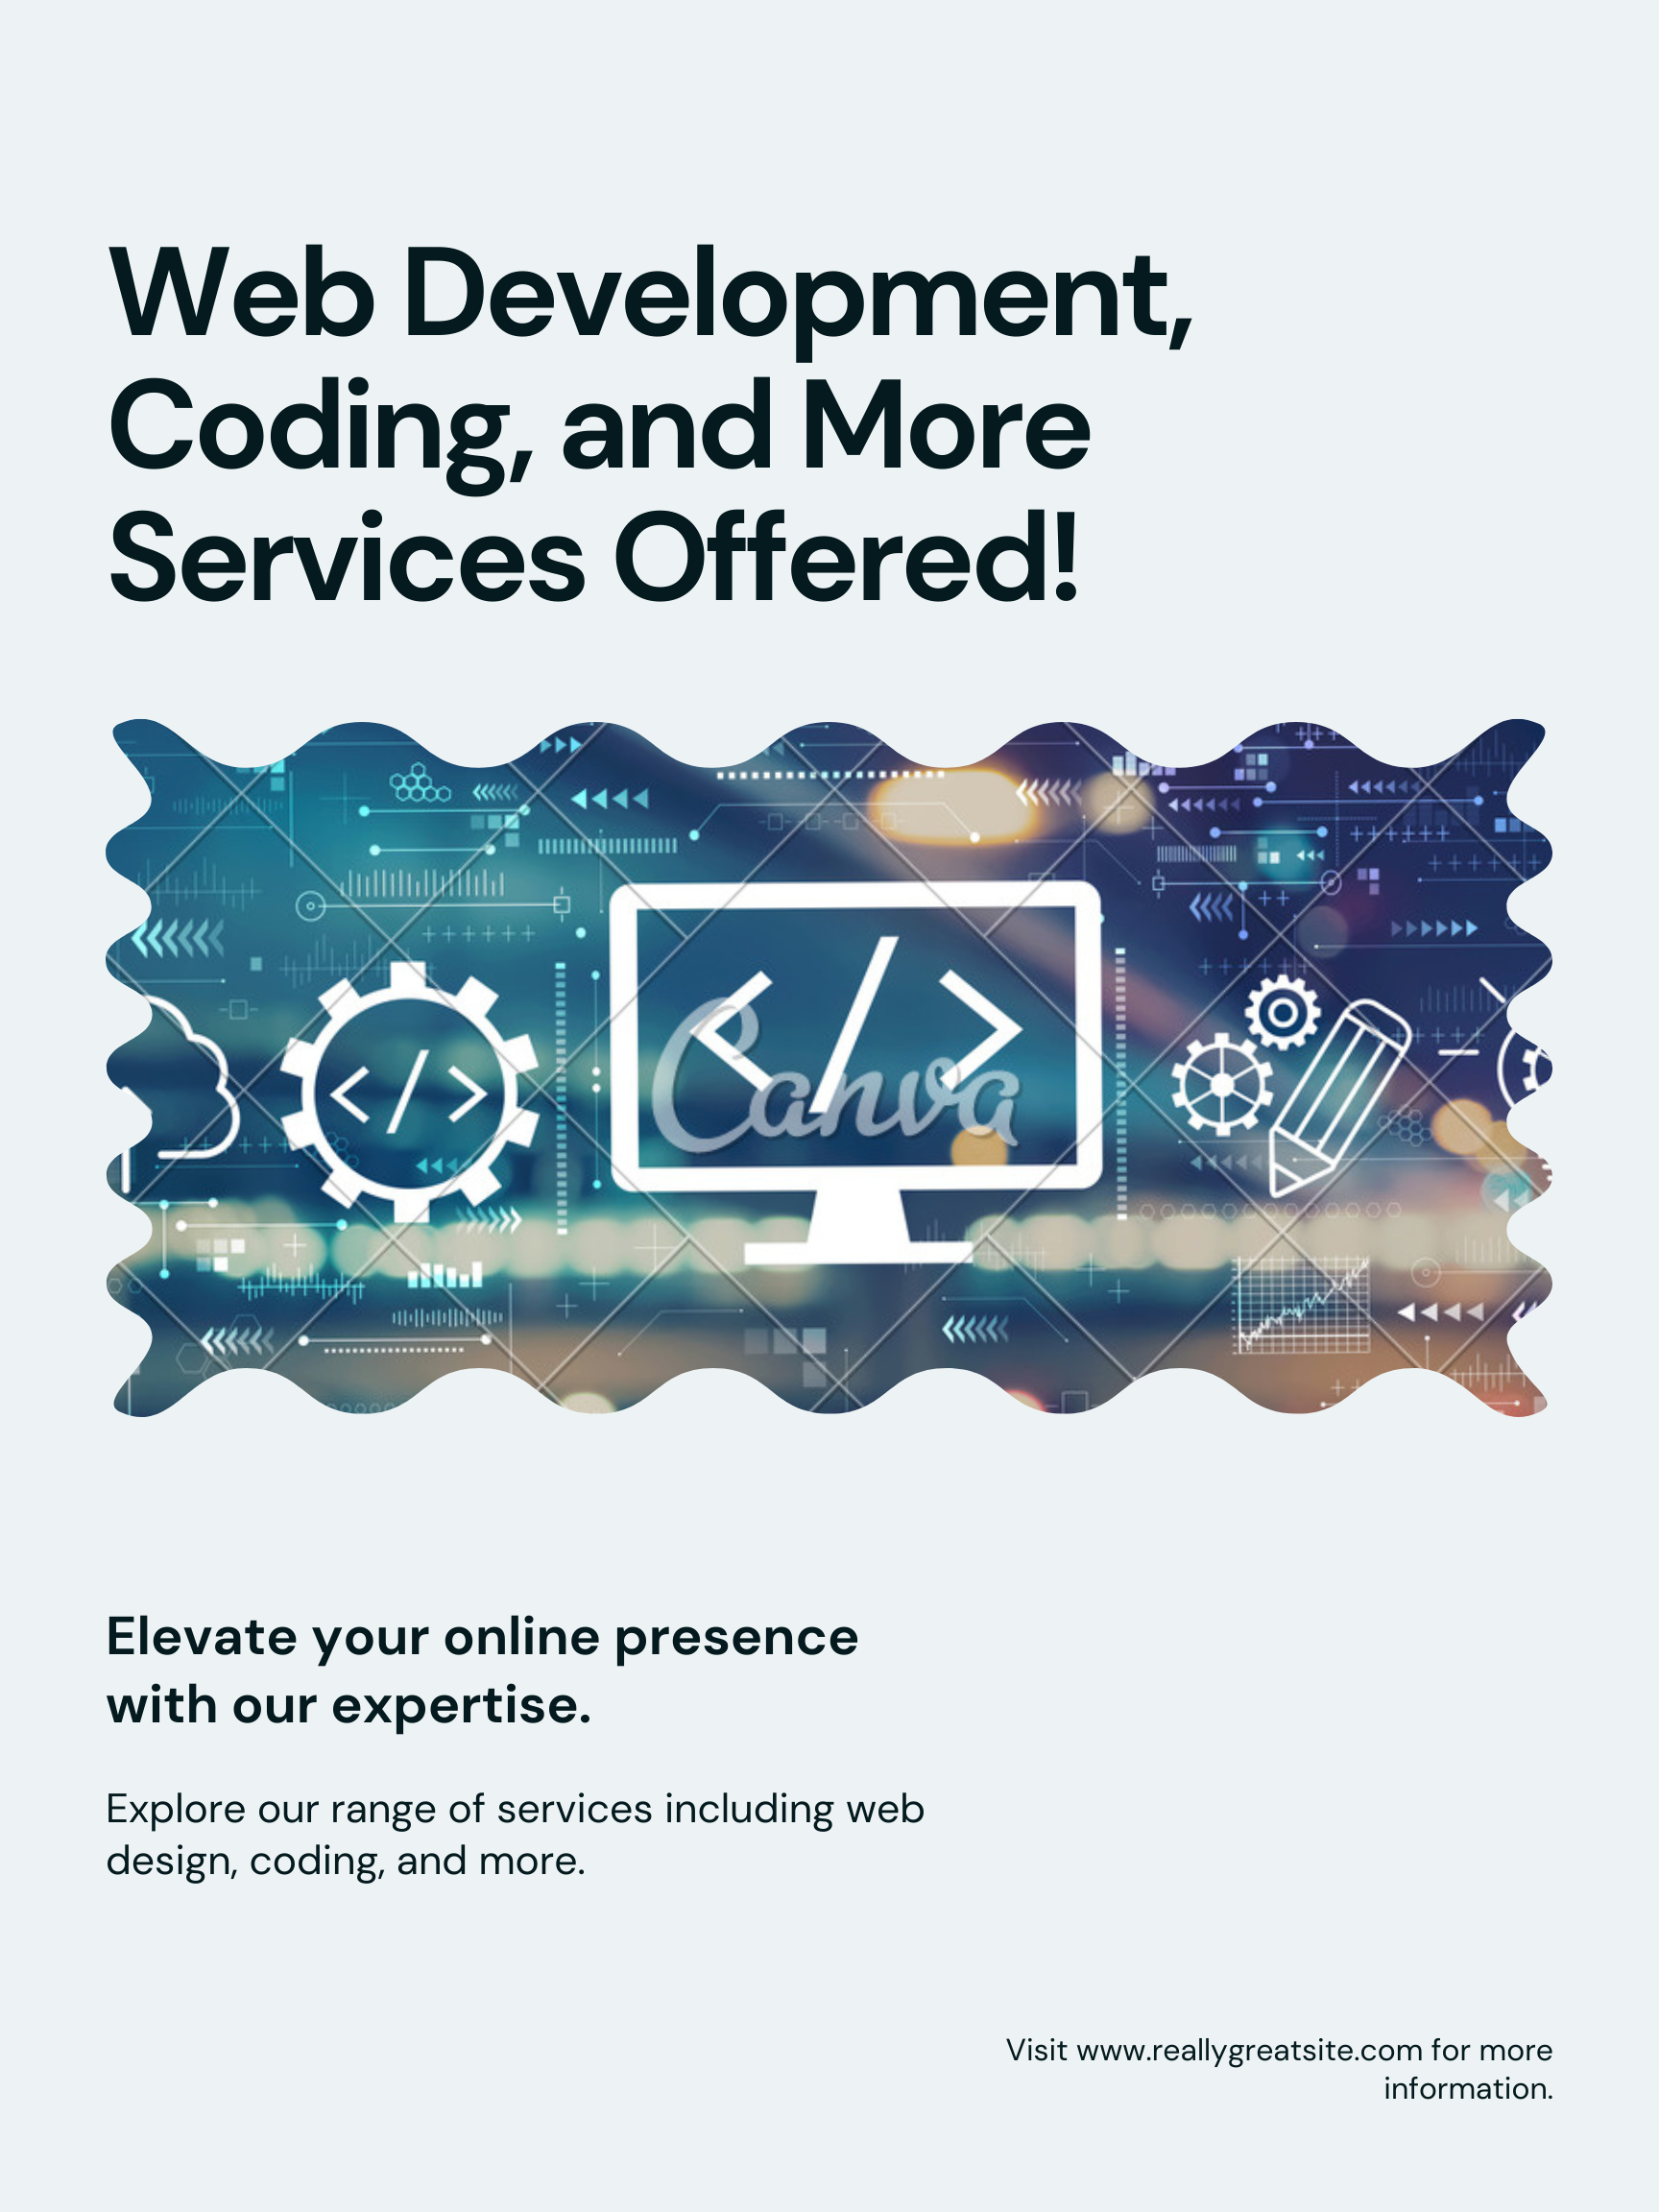 Web Development,
Coding, and More
Services Offered!
</>
</>
Canva
Elevate your online presence
with our expertise.
Explore our range of services including web
design, coding, and more.
Visit www.reallygreatsite.com for more
information.